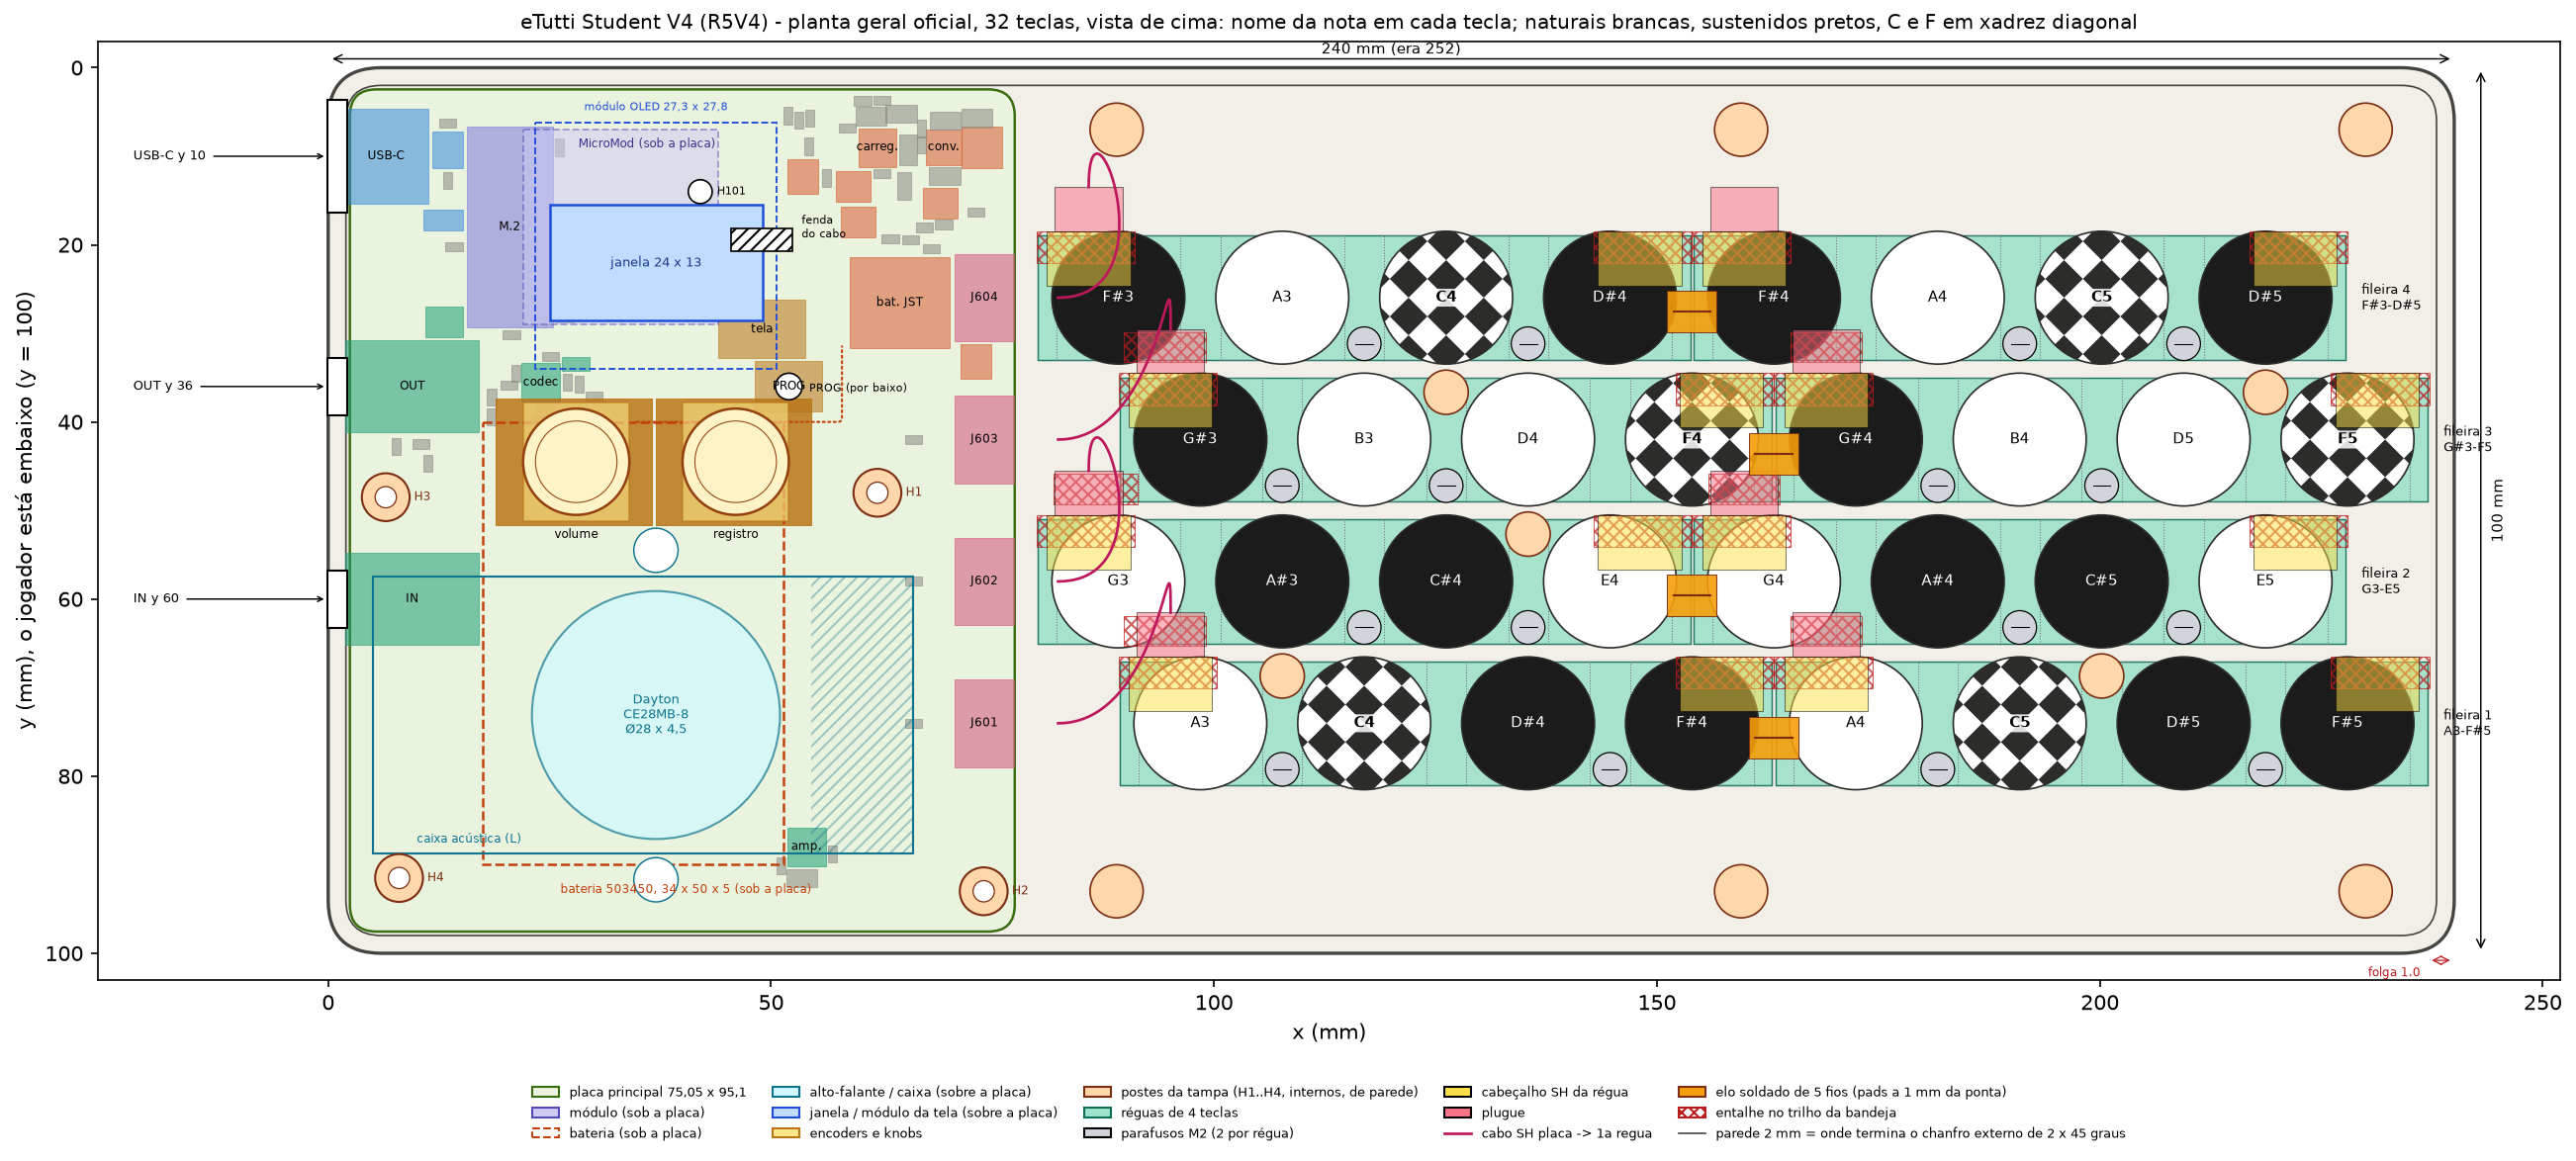 eTutti Student V4 (R5V4) - planta geral oficial, 32 teclas, vista de cima: nome da nota em cada tecla; naturais brancas, sustenidos pretos, C e F em xadrez diagonal
240 mm (era 252)
0
20
40
60
80
100
y (mm), o jogador está embaixo (y = 100)
USB-C y 10
OUT y 36
IN y 60
módulo OLED 27,3 x 27,8
USB-C
MicroMod (sob a placa)
carreg.
conv.
H101
M.2
fenda
do cabo
janela 24 x 13
bat. JST
J604
tela
OUT
codec
PROG
PROG (por baixo)
J603
H3
H1
volume
registro
IN
J602
Dayton
CE28MB-8
Ø28 x 4,5
J601
caixa acústica (L)
amp.
H4
bateria 503450, 34 x 50 x 5 (sob a placa)
H2
F#3
A3
C4
D#4
F#4
A4
C5
D#5
fileira 4
F#3-D#5
G#3
B3
D4
F4
G#4
B4
D5
F5
fileira 3
G#3-F5
G3
A#3
C#4
E4
G4
A#4
C#5
E5
fileira 2
G3-E5
A3
C4
D#4
F#4
A4
C5
D#5
F#5
fileira 1
A3-F#5
100 mm
folga 1.0
0
50
100
150
200
250
x (mm)
placa principal 75,05 x 95,1
módulo (sob a placa)
bateria (sob a placa)
alto-falante / caixa (sobre a placa)
janela / módulo da tela (sobre a placa)
encoders e knobs
postes da tampa (H1..H4, internos, de parede)
réguas de 4 teclas
parafusos M2 (2 por régua)
cabeçalho SH da régua
plugue
cabo SH placa -> 1a regua
elo soldado de 5 fios (pads a 1 mm da ponta)
entalhe no trilho da bandeja
parede 2 mm = onde termina o chanfro externo de 2 x 45 graus